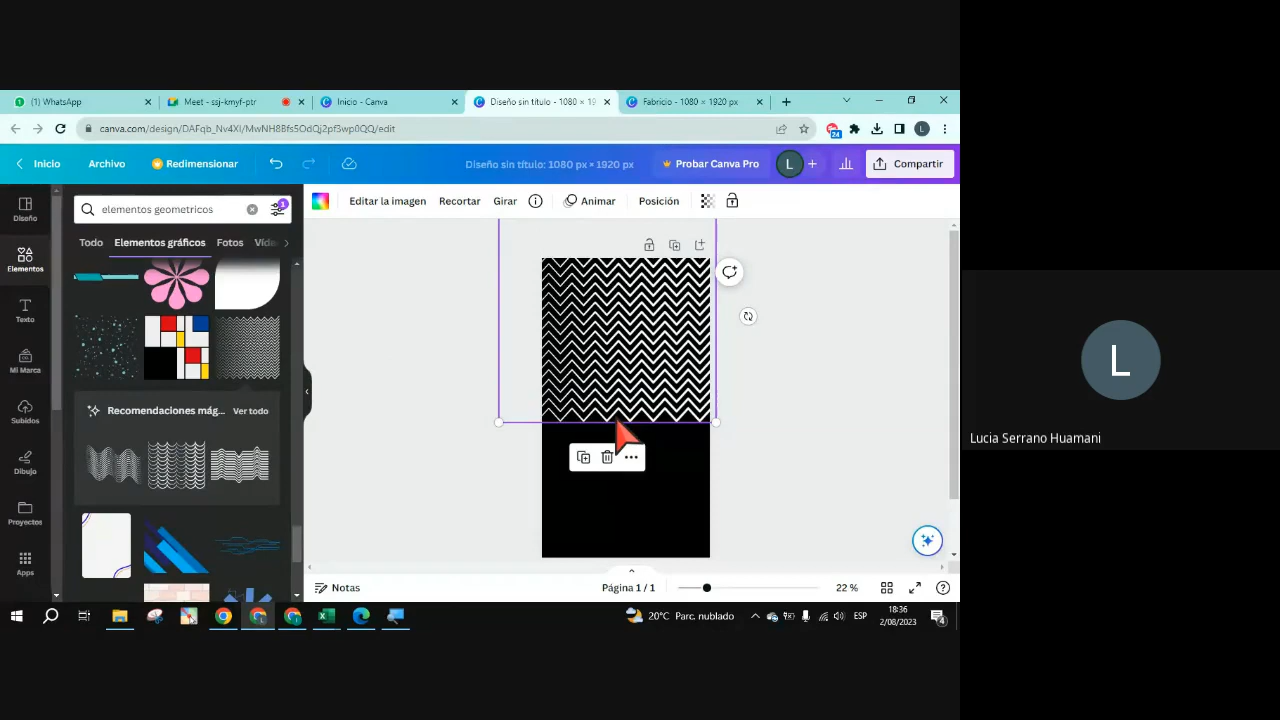 (1) WhatsApp
Meet - ssj-kmyf-ptr
Inicio - Canva
Diseño sin título - 1080 × 19
Fabricio - 1080 × 1920 px
canva.com/design/DAFqb_Nv4XI/MwNH8Bfs5OdQj2pf3wp0QQ/edit
24
L
Inicio
Archivo
Redimensionar
Diseño sin título: 1080 px × 1920 px
Probar Canva Pro
L
Compartir
Diseño
Elementos
Texto
Mi Marca
Subidos
Dibujo
Proyectos
Apps
elementos geometricos
1
Todo
Elementos gráficos
Fotos
Víde
Recomendaciones mág...
Ver todo
Editar la imagen
Recortar
Girar
Animar
Posición
Notas
Página 1 / 1
22 %
20°C Parc. nublado
ESP
18:36
2/08/2023
4
L
Lucia Serrano Huamani